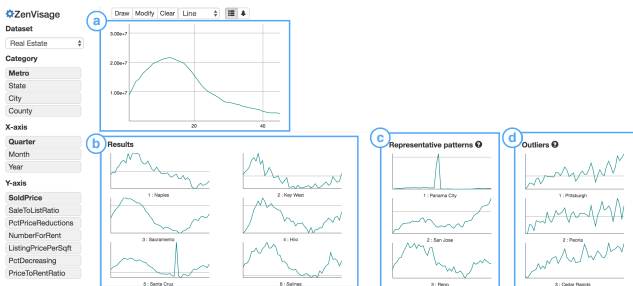 ZenVisage
Dataset
Real Estate
Category
Metro
State
City
County
X-axis
Quarter
Month
Year
Y-axis
SoldPrice
SaleToListRatio
PctPriceReductions
NumberForRent
ListingPricePerSqft
PctDecreasing
PriceToRentRatio
Draw Modify Clear Line
a
3.00e+7
2.00e+7
1.00e+7
20 40
b
Results
1 : Naples
2 : Key West
3 : Sacramento
4 : Hilo
5 : Santa Cruz
6 : Salinas
c
Representative patterns ?
1 : Panama City
2 : San Jose
3 : Reno
d
Outliers ?
1 : Pittsburgh
2 : Peoria
3 : Cedar Rapids